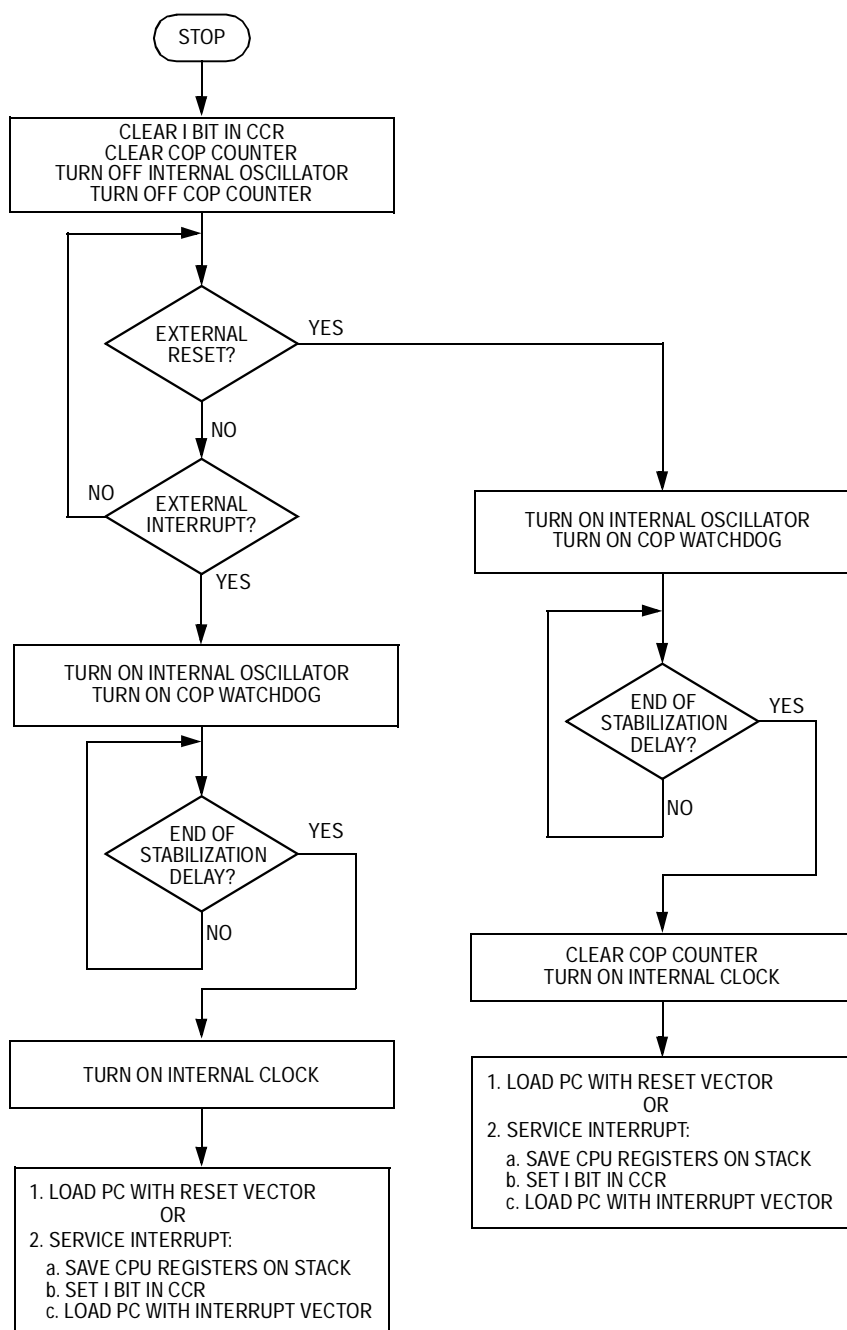 STOP
CLEAR I BIT IN CCR
CLEAR COP COUNTER
TURN OFF INTERNAL OSCILLATOR
TURN OFF COP COUNTER
EXTERNAL
RESET?
YES
NO
EXTERNAL
INTERRUPT?
NO
YES
TURN ON INTERNAL OSCILLATOR
TURN ON COP WATCHDOG
END OF
STABILIZATION
DELAY?
YES
NO
TURN ON INTERNAL CLOCK
1. LOAD PC WITH RESET VECTOR
OR
2. SERVICE INTERRUPT:
a. SAVE CPU REGISTERS ON STACK
b. SET I BIT IN CCR
c. LOAD PC WITH INTERRUPT VECTOR
TURN ON INTERNAL OSCILLATOR
TURN ON COP WATCHDOG
END OF
STABILIZATION
DELAY?
YES
NO
CLEAR COP COUNTER
TURN ON INTERNAL CLOCK
1. LOAD PC WITH RESET VECTOR
OR
2. SERVICE INTERRUPT:
a. SAVE CPU REGISTERS ON STACK
b. SET I BIT IN CCR
c. LOAD PC WITH INTERRUPT VECTOR